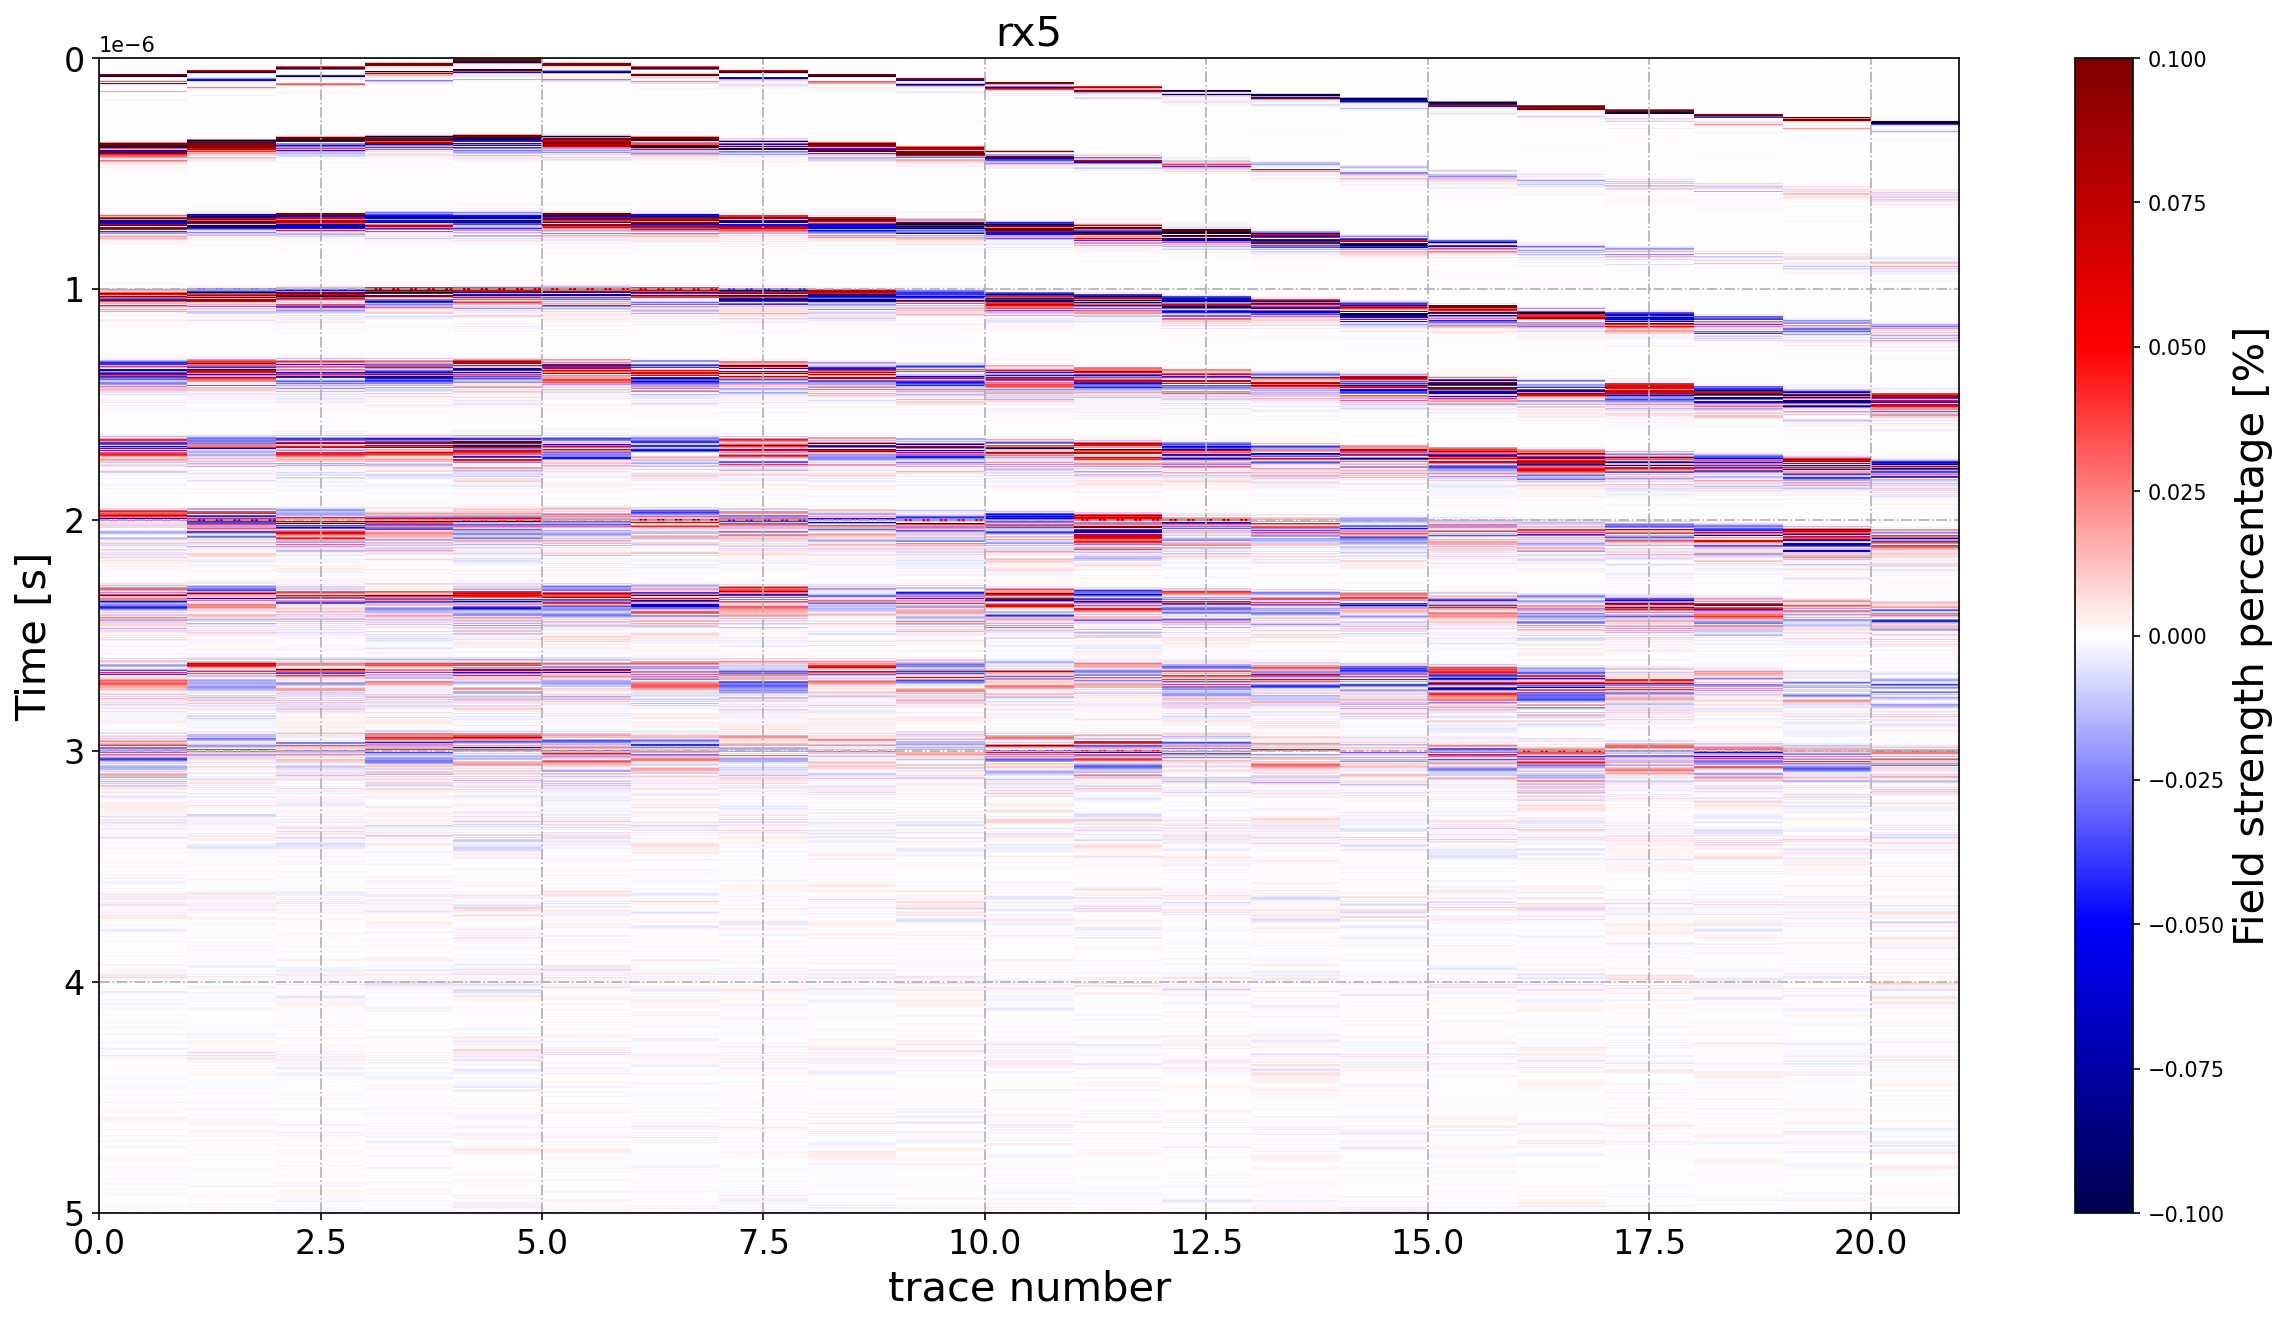 rx5
1e−6
0
1
2
3
4
5
Time [s]
0.0 2.5 5.0 7.5 10.0 12.5 15.0 17.5 20.0
trace number
0.100
0.075
0.050
0.025
0.000
−0.025
−0.050
−0.075
−0.100
Field strength percentage [%]